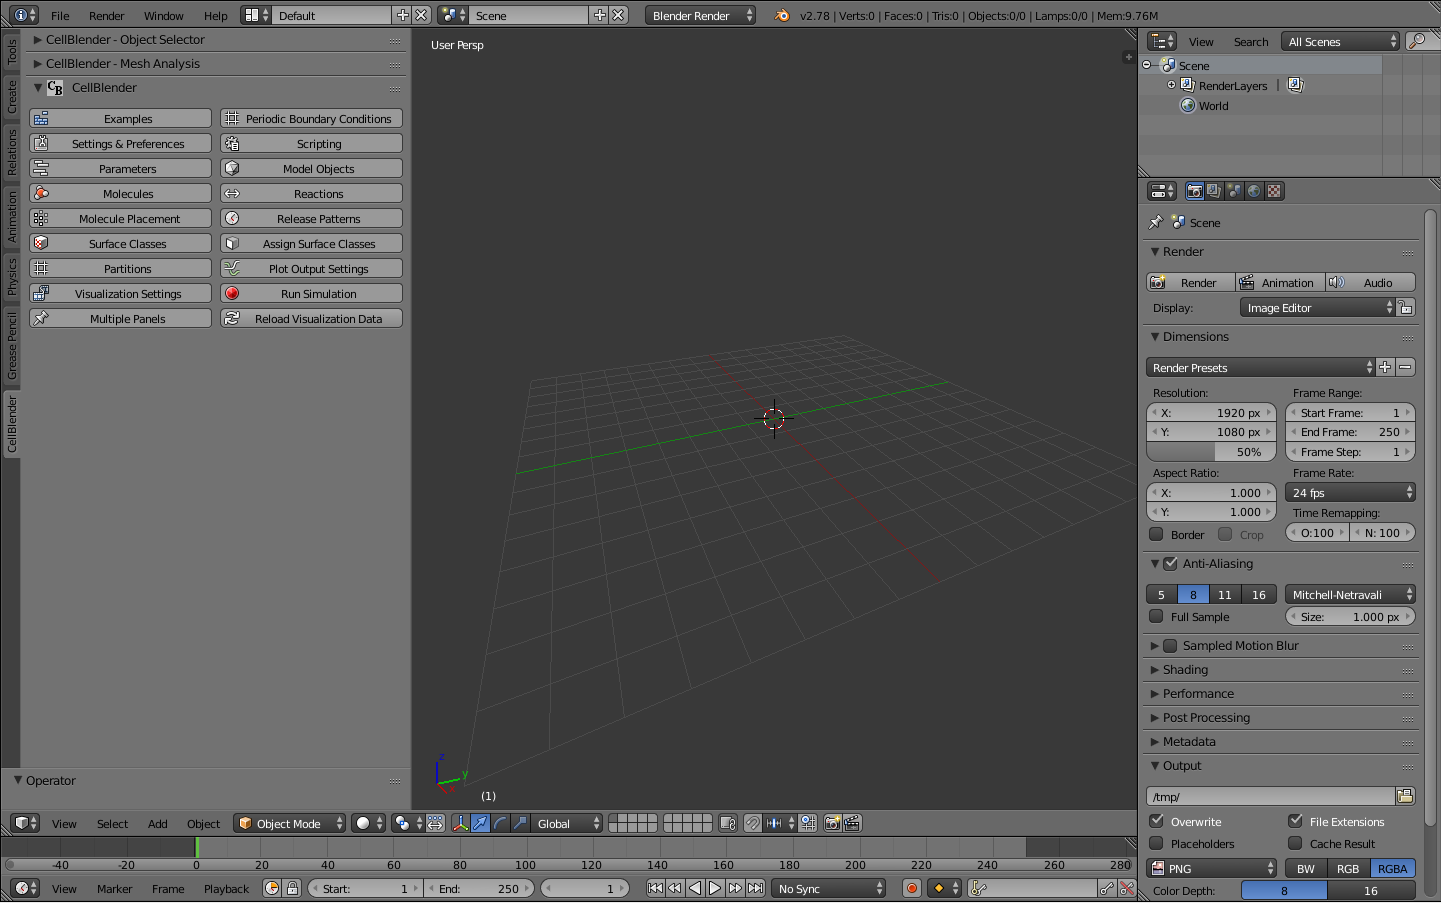 File Render Window Help Default Scene Blender Render v2.78 | Verts:0 | Faces:0 | Tris:0 | Objects:0/0 | Lamps:0/0 | Mem:9.76M
Tools
Create
Relations
Animation
Physics
Grease Pencil
CellBlender
CellBlender - Object Selector
CellBlender - Mesh Analysis
CellBlender
Examples Periodic Boundary Conditions
Settings & Preferences Scripting
Parameters Model Objects
Molecules Reactions
Molecule Placement Release Patterns
Surface Classes Assign Surface Classes
Partitions Plot Output Settings
Visualization Settings Run Simulation
Multiple Panels Reload Visualization Data
Operator
User Persp
z
y
x
(1)
View Select Add Object Object Mode Global
-40 -20 0 20 40 60 80 100 120 140 160 180 200 220 240 260 280
View Marker Frame Playback Start: 1 End: 250 1 No Sync
View Search All Scenes
Scene
RenderLayers |
World
Scene
Render
Render Animation Audio
Display: Image Editor
Dimensions
Render Presets
Resolution: Frame Range:
X: 1920 px Start Frame: 1
Y: 1080 px End Frame: 250
50% Frame Step: 1
Aspect Ratio: Frame Rate:
X: 1.000 24 fps
Y: 1.000 Time Remapping:
Border Crop O:100 N: 100
Anti-Aliasing
5 8 11 16 Mitchell-Netravali
Full Sample Size: 1.000 px
Sampled Motion Blur
Shading
Performance
Post Processing
Metadata
Output
/tmp/
Overwrite File Extensions
Placeholders Cache Result
PNG BW RGB RGBA
Color Depth: 8 16